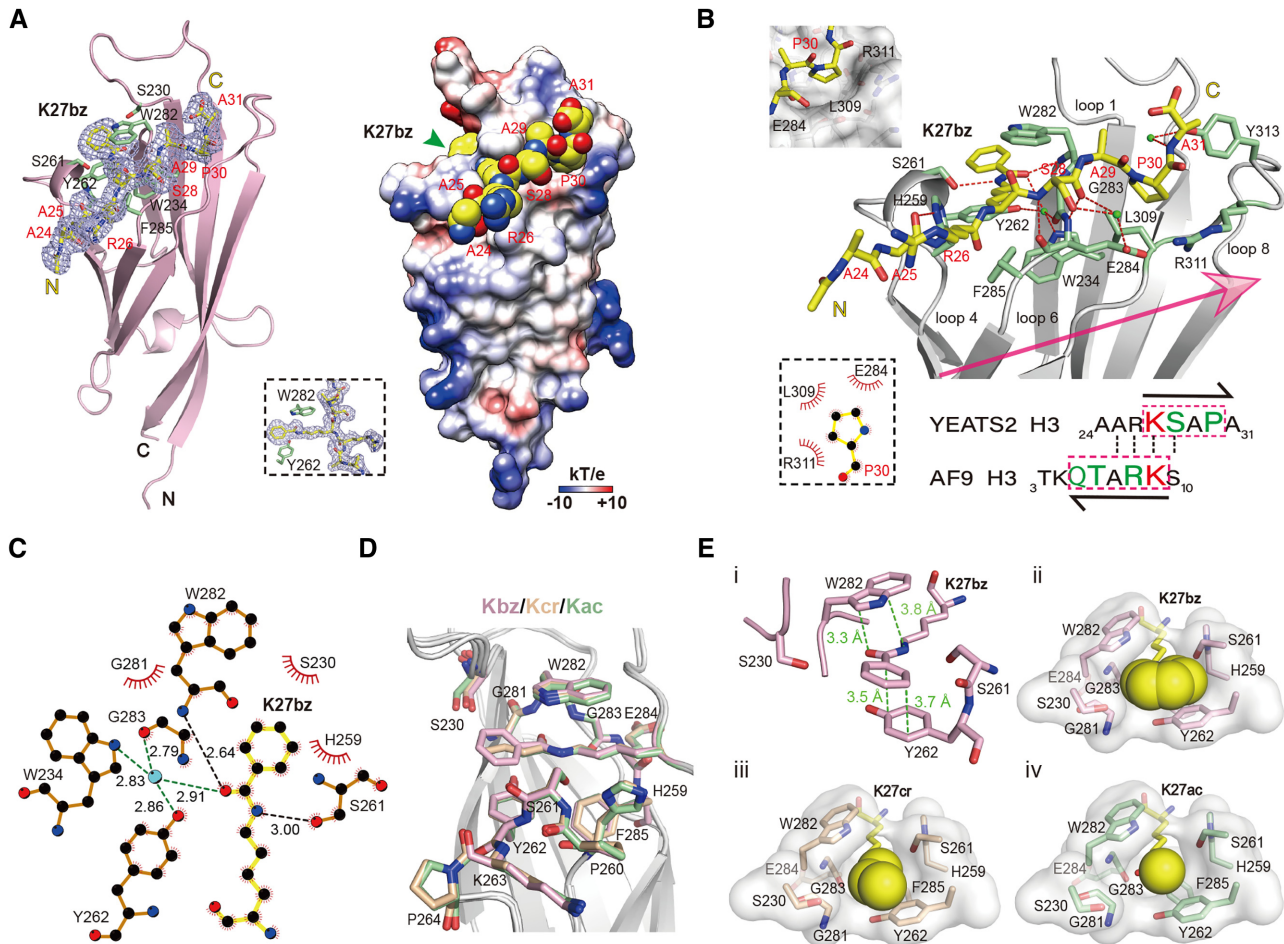 A
S230
C
W282
A31
K27bz
S261
A29
Y262
P30
S28
A25
W234
A24
F285
R26
N
C
N
W282
Y262
A31
K27bz
A29
A25
P30
S28
R26
A24
kT/e
-10 +10
B
P30
R311
L309
E284
loop 1
C
W282
K27bz
Y313
S261
S28
A31
P30
A29
G283
H259
L309
Y262
R26
E284
R311
loop 8
A24
A25
W234
F285
N
loop 4
loop 6
E284
L309
R311
P30
YEATS2 H3 24 AARKSAPA31
AF9 H3 3TKQTARKS10
C
W282
G281
S230
K27bz
G283
2.79
2.64
H259
W234
2.83
2.91
2.86
S261
3.00
Y262
D
Kbz/Kcr/Kac
W282
G281
S230
G283
E284
H259
S261
Y262
F285
K263
P260
P264
E
i
W282
K27bz
3.8 Å
3.3 Å
S230
S261
3.5 Å
3.7 Å
Y262
ii
K27bz
W282
S261
E284
H259
G283
S230
G281
Y262
iii
K27cr
W282
S261
E284
H259
G283
F285
S230
G281
Y262
iv
K27ac
W282
S261
E284
H259
G283
F285
S230
G281
Y262